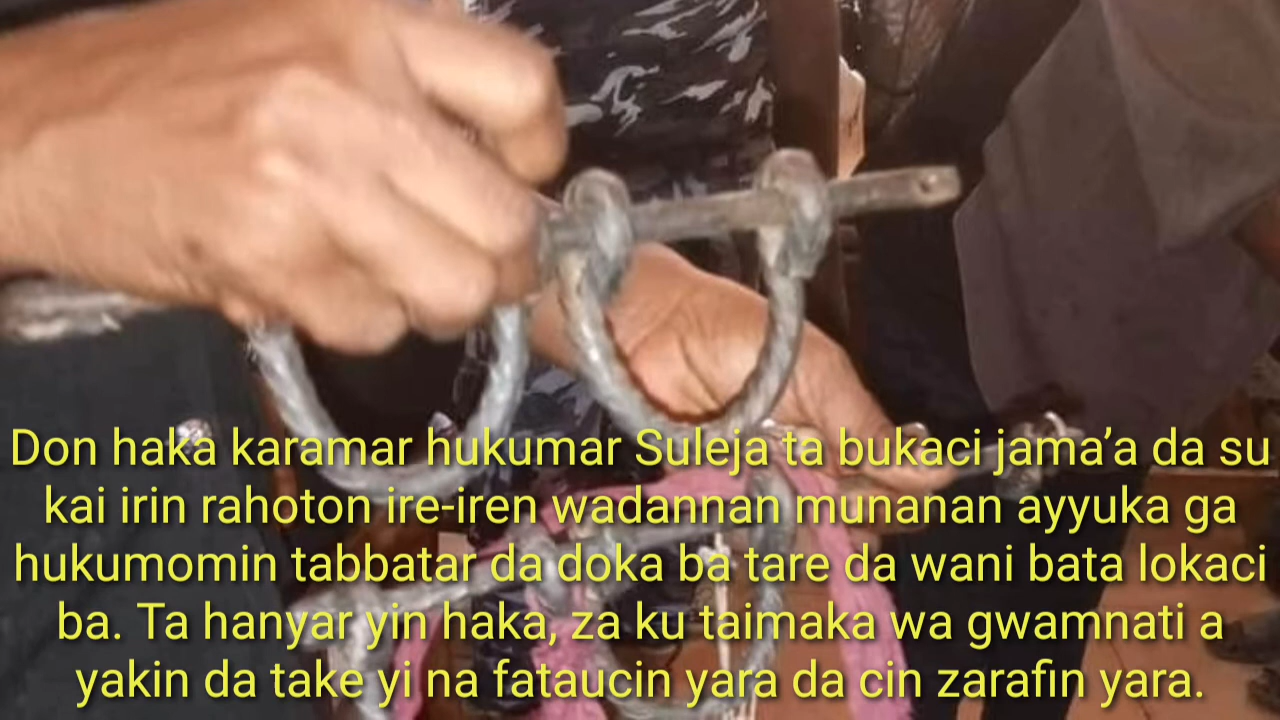 Don haka karamar hukumar Suleja ta bukaci jama’a da su
kai irin rahoton ire-iren wadannan munanan ayyuka ga
hukumomin tabbatar da doka ba tare da wani bata lokaci
ba. Ta hanyar yin haka, za ku taimaka wa gwamnati a
yakin da take yi na fataucin yara da cin zarafin yara.